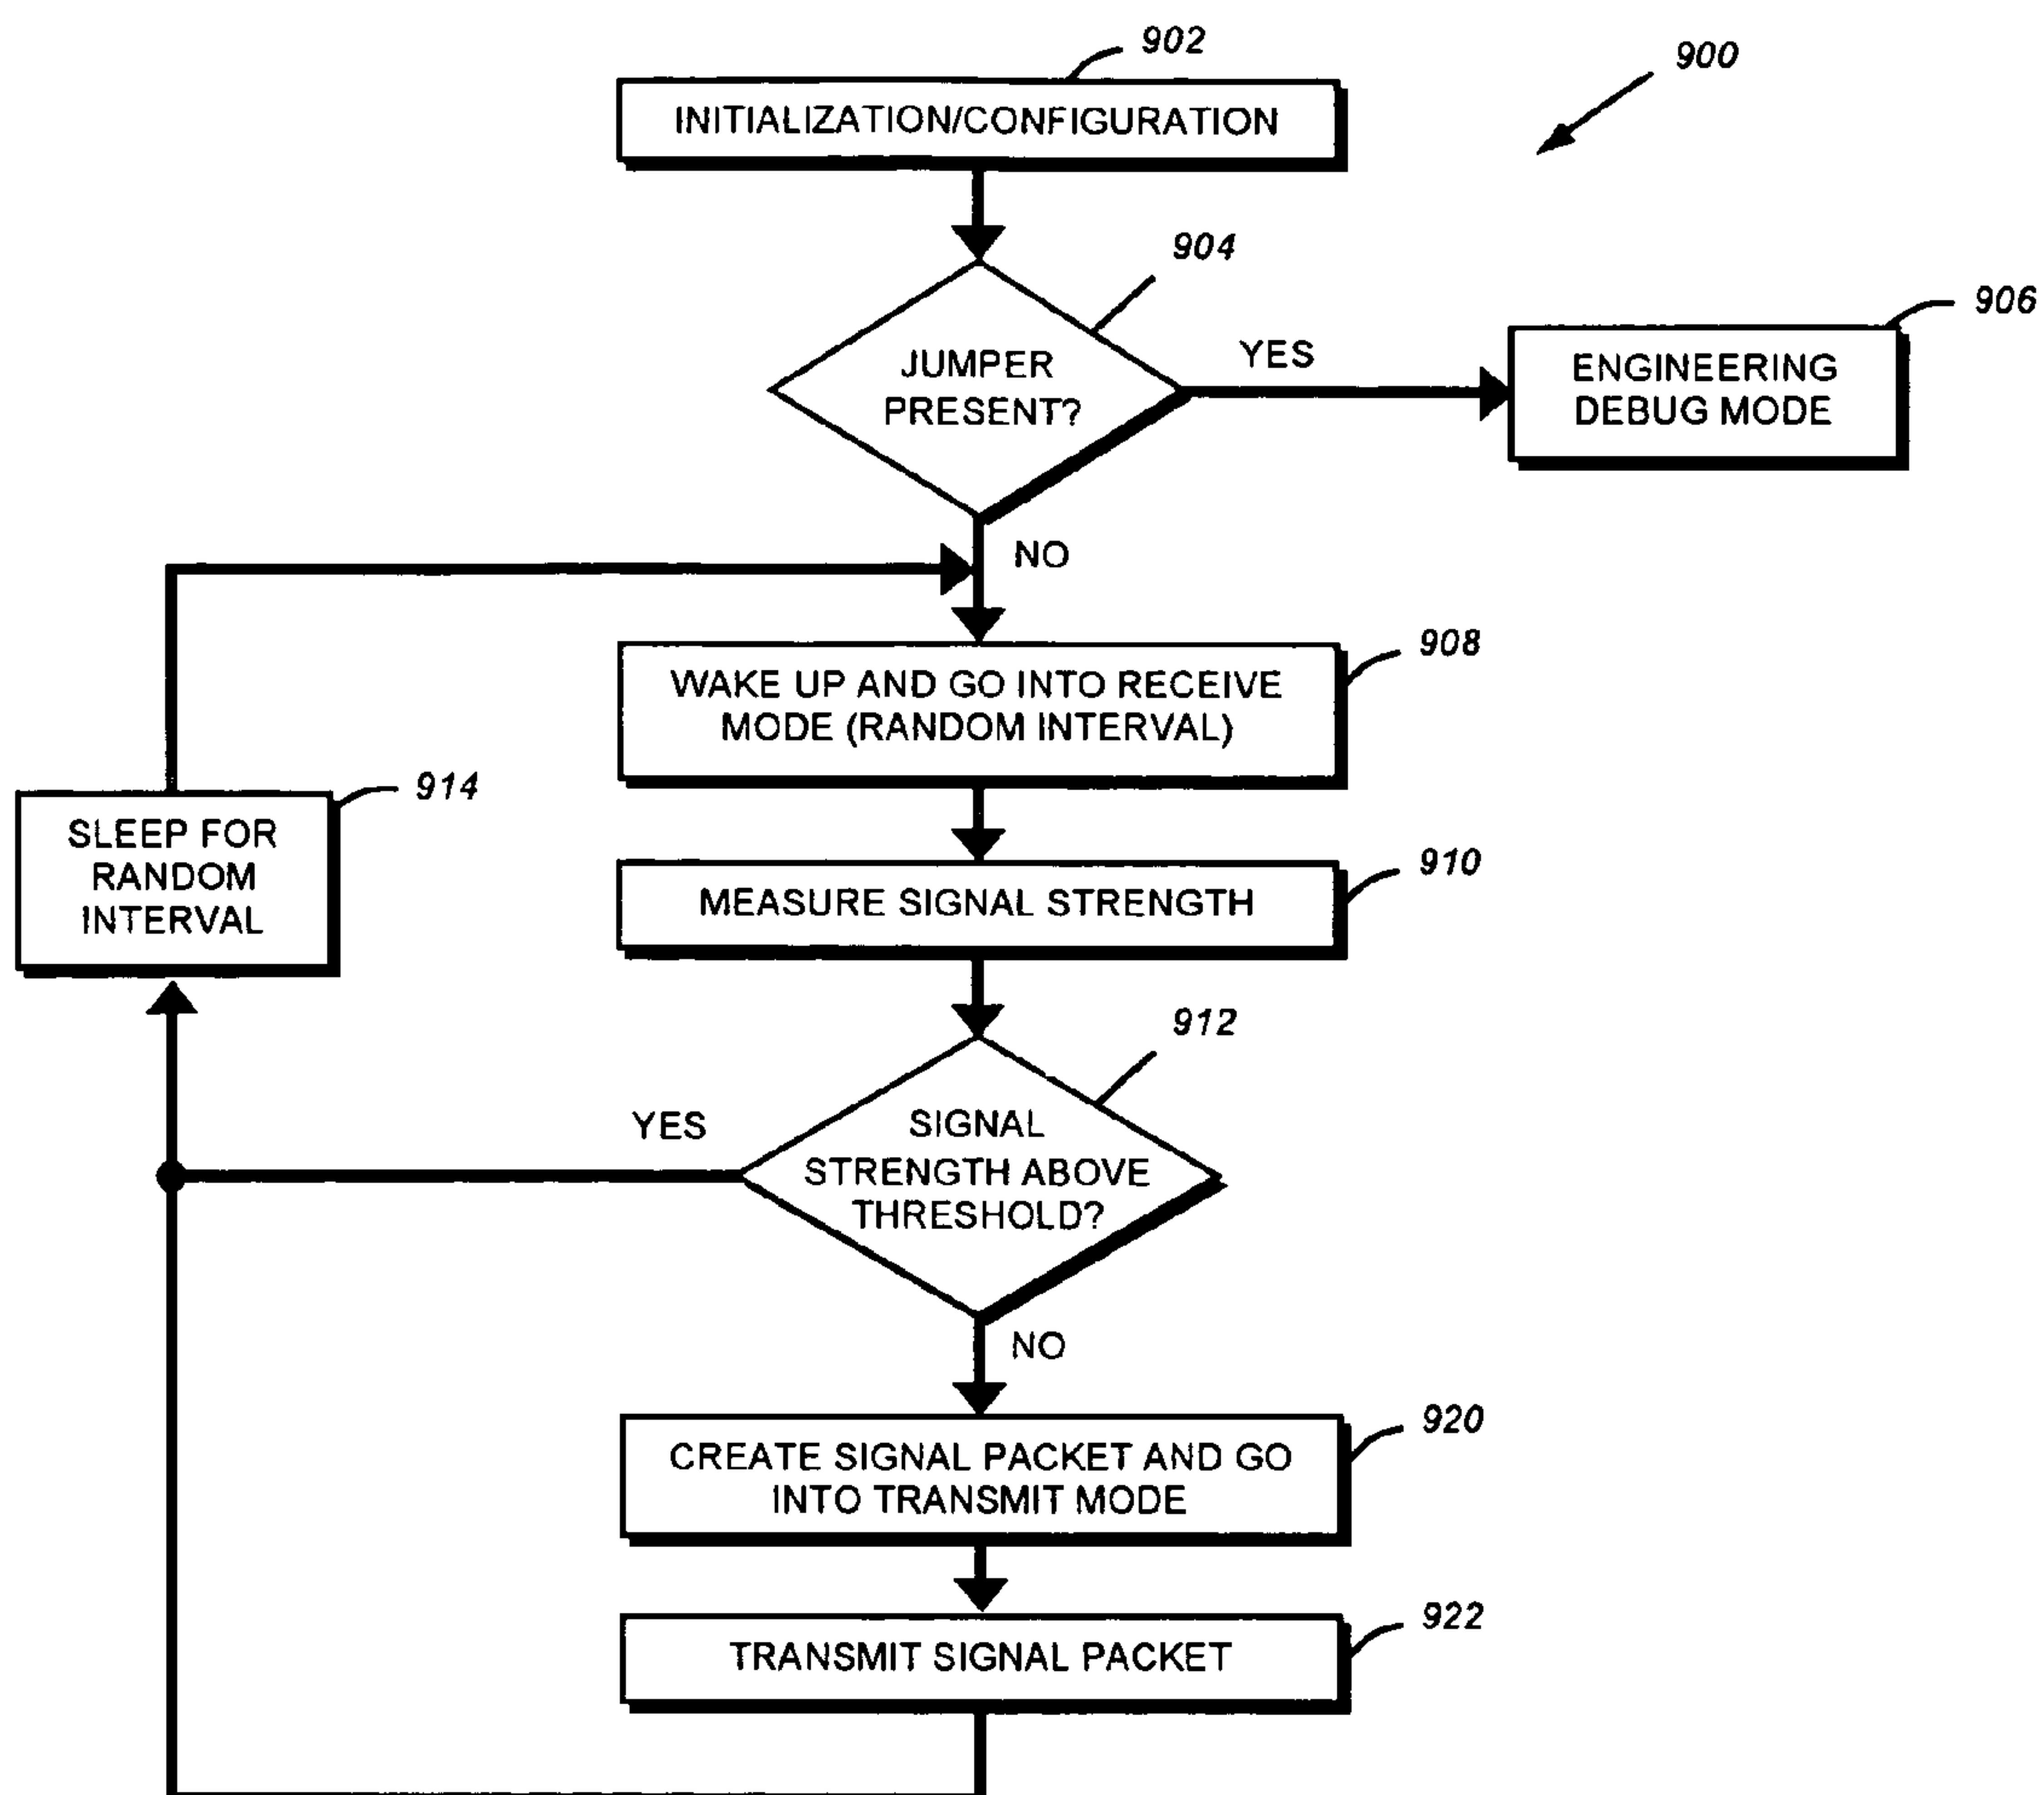 902
900
INITIALIZATION/CONFIGURATION
904
906
JUMPER
PRESENT?
YES
ENGINEERING
DEBUG MODE
NO
908
WAKE UP AND GO INTO RECEIVE
MODE (RANDOM INTERVAL)
914
SLEEP FOR
RANDOM
INTERVAL
910
MEASURE SIGNAL STRENGTH
912
YES
SIGNAL
STRENGTH ABOVE
THRESHOLD?
NO
920
CREATE SIGNAL PACKET AND GO
INTO TRANSMIT MODE
922
TRANSMIT SIGNAL PACKET